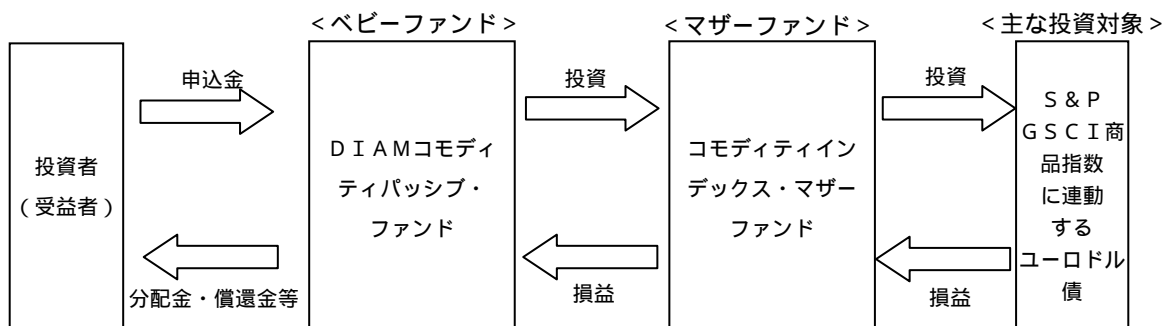 ＜ベビーファンド＞
＜マザーファンド＞
＜主な投資対象＞
申込金
投資
投資
投資者
（受益者）
ＤＩＡＭコモディ
ティパッシブ・
ファンド
コモディティイン
デックス・マザー
ファンド
Ｓ＆Ｐ
ＧＳＣＩ商
品指数
に連動
する
ユーロドル
債
分配金・償還金等
損益
損益